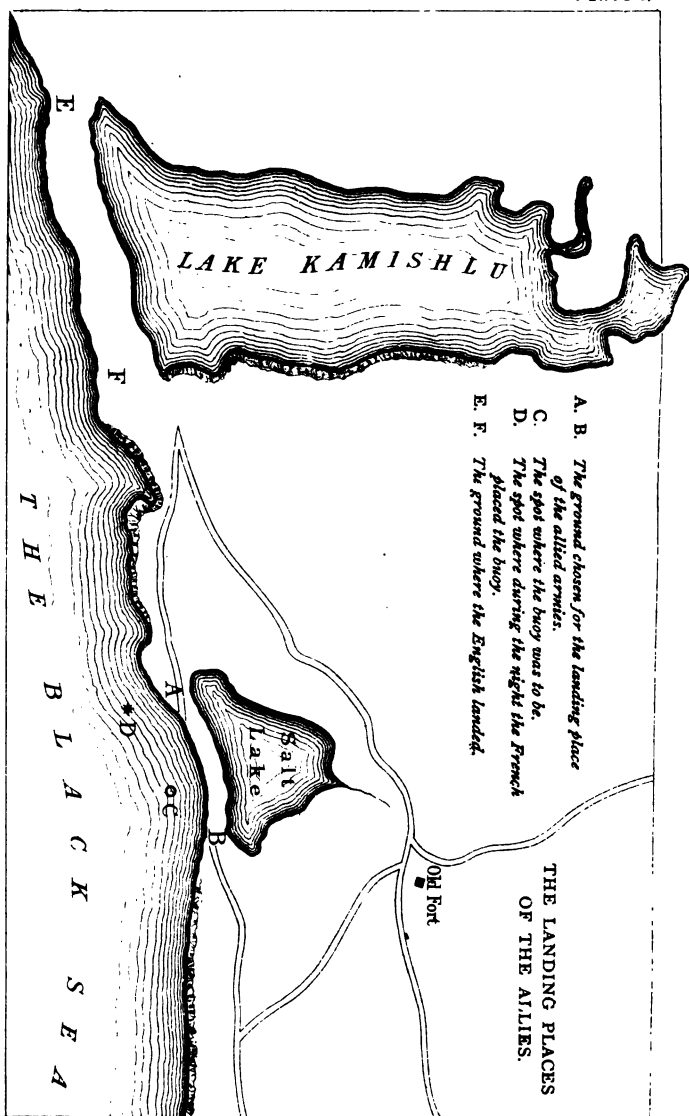 THE LANDING PLACES
OF THE ALLIES.
A. B. The ground chosen for the landing place
of the allied armies.
C. The spot where the buoy was to be.
D. The spot where during the night the French
placed the buoy.
E. F. The ground where the English landed.
LAKE KAMISHLU
Salt
Lake
Old Fort
E
F
A
B
C
D
THE BLACK SEA